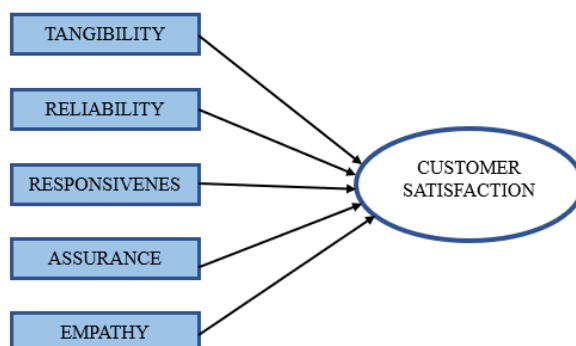 TANGIBILITY
RELIABILITY
RESPONSIVENES
ASSURANCE
EMPATHY
CUSTOMER
SATISFACTION